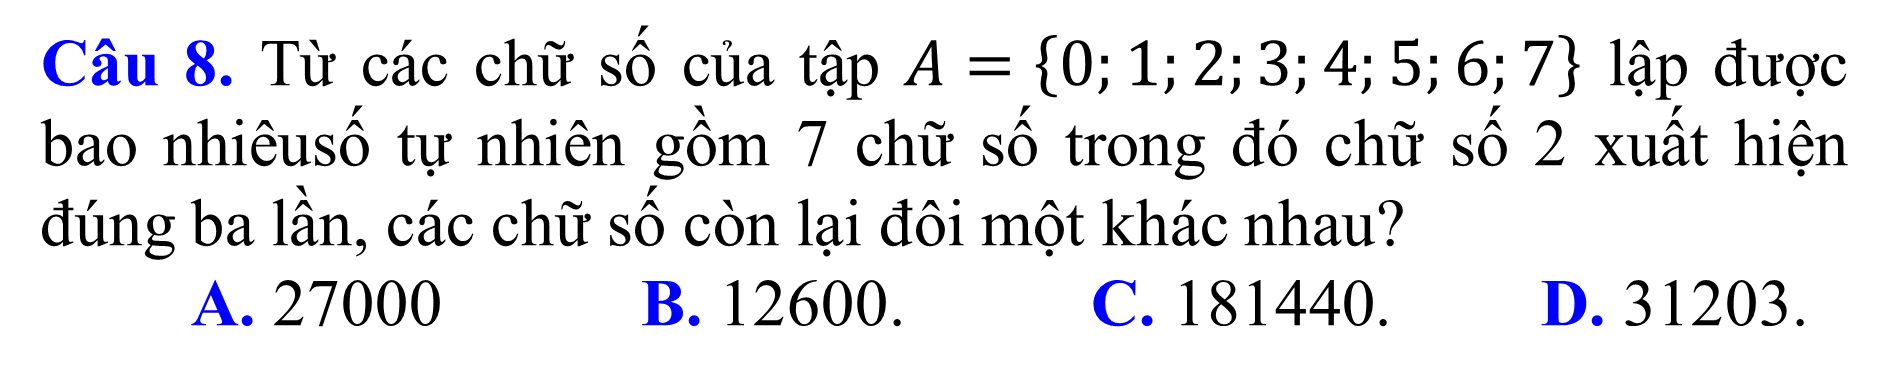 Câu 8. Từ các chữ số của tập A = {0; 1; 2; 3; 4; 5; 6; 7} lập được
bao nhiêusố tự nhiên gồm 7 chữ số trong đó chữ số 2 xuất hiện
đúng ba lần, các chữ số còn lại đôi một khác nhau?
A. 27000 B. 12600. C. 181440. D. 31203.